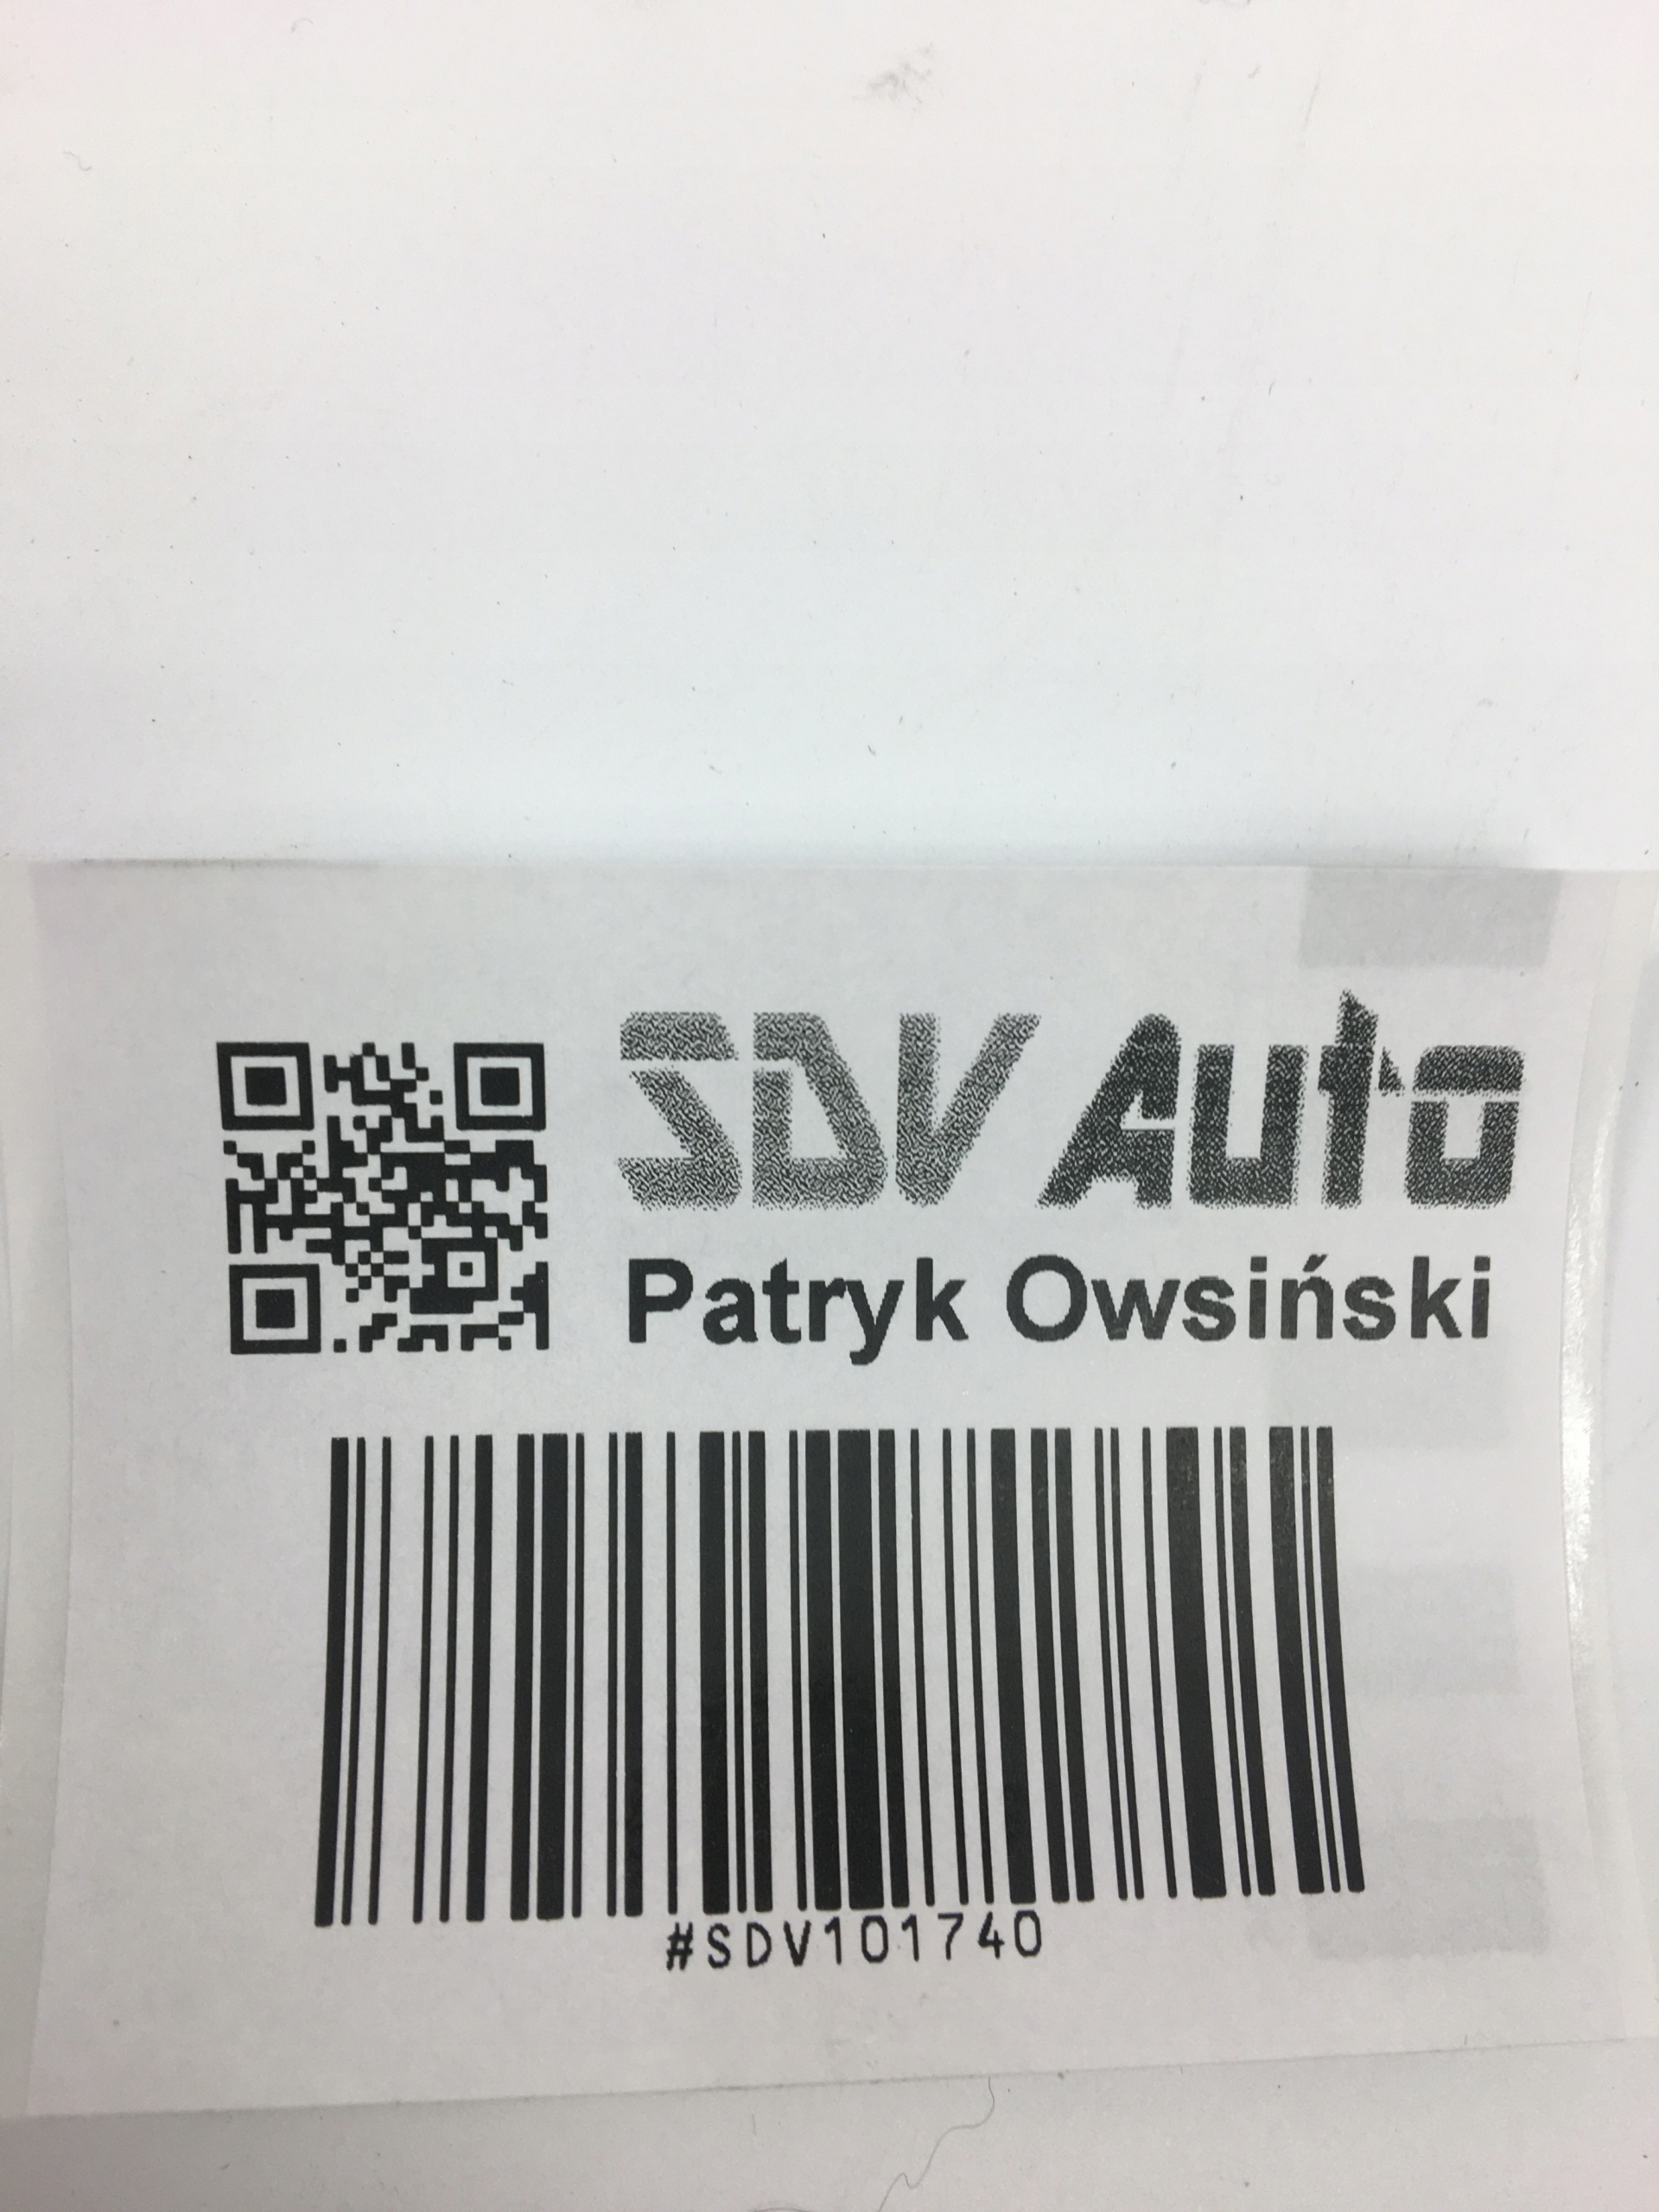 SDV Auto
Patryk Owsiński
#SDV101740